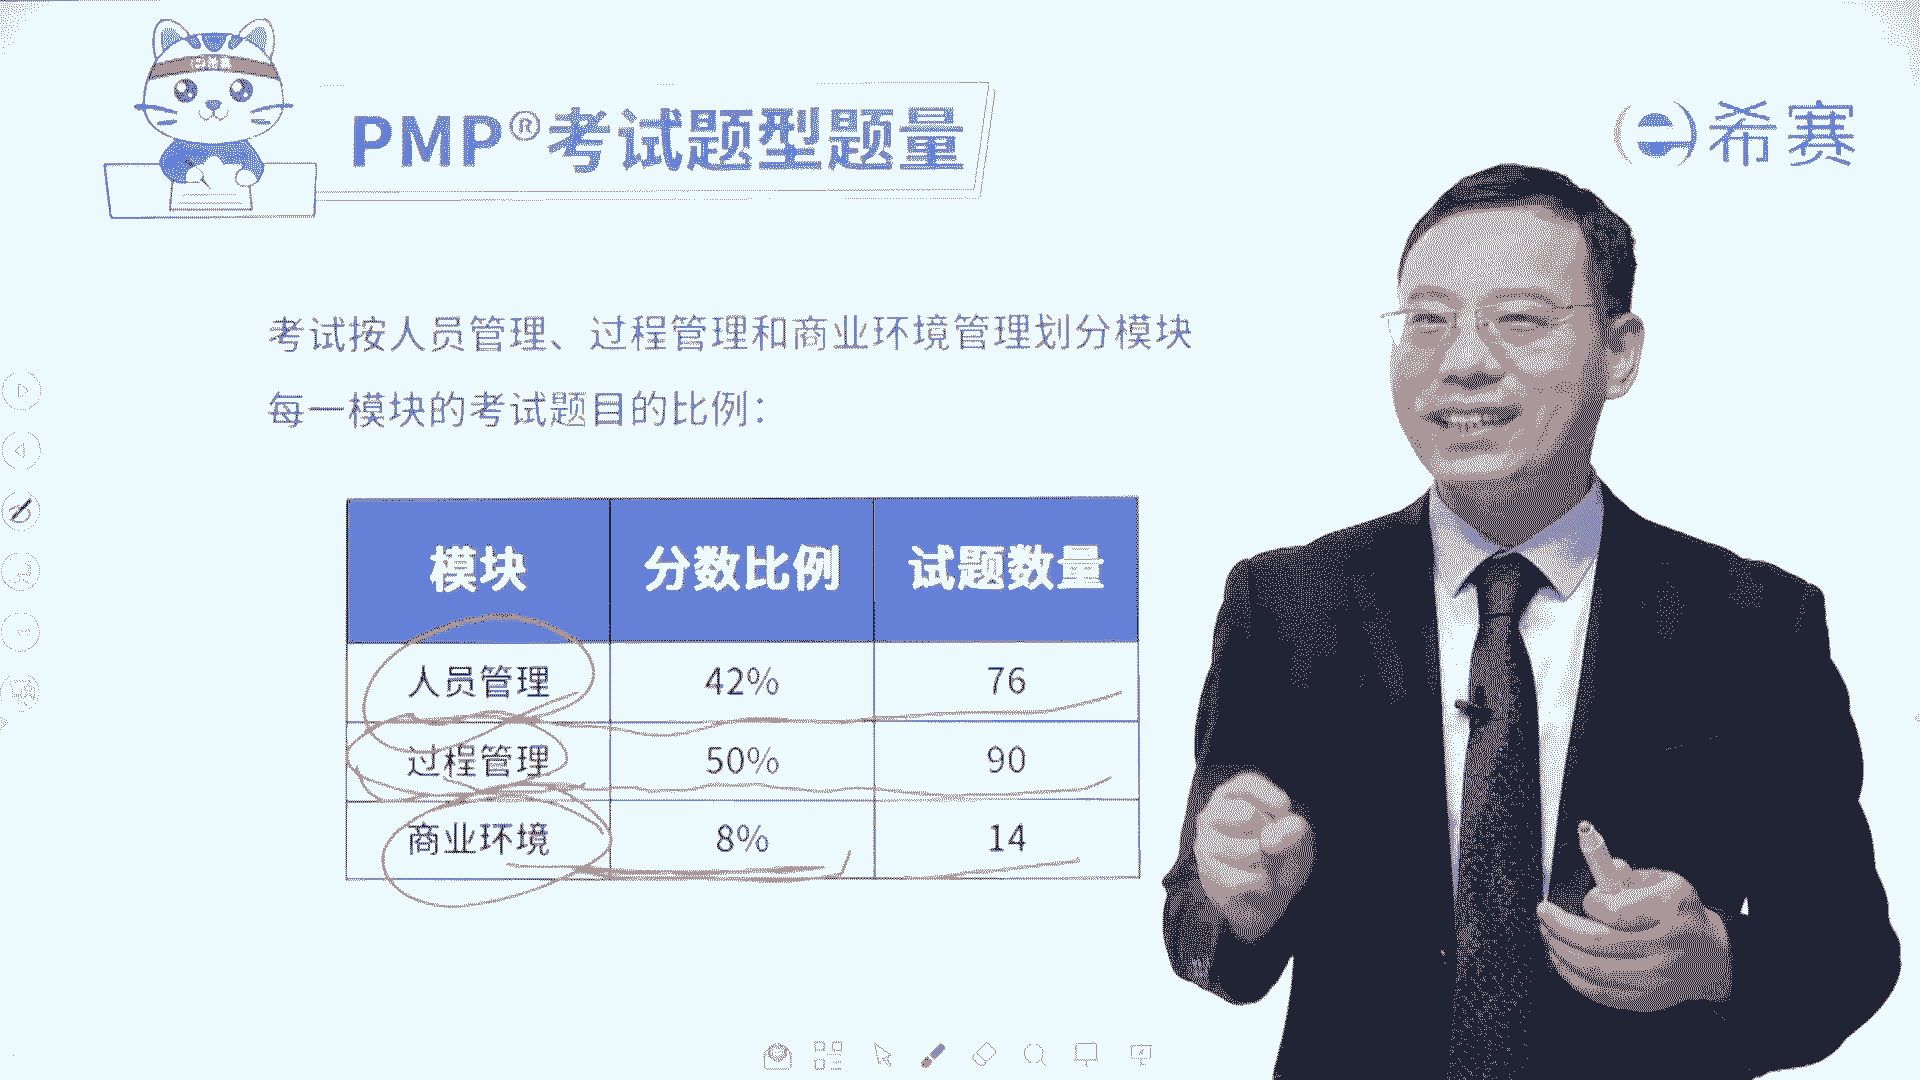 PMP®考试题型题量
希赛
考试按人员管理、过程管理和商业环境管理划分模块
每一模块的考试题目的比例：
模块 分数比例 试题数量
人员管理 42% 76
过程管理 50% 90
商业环境 8% 14